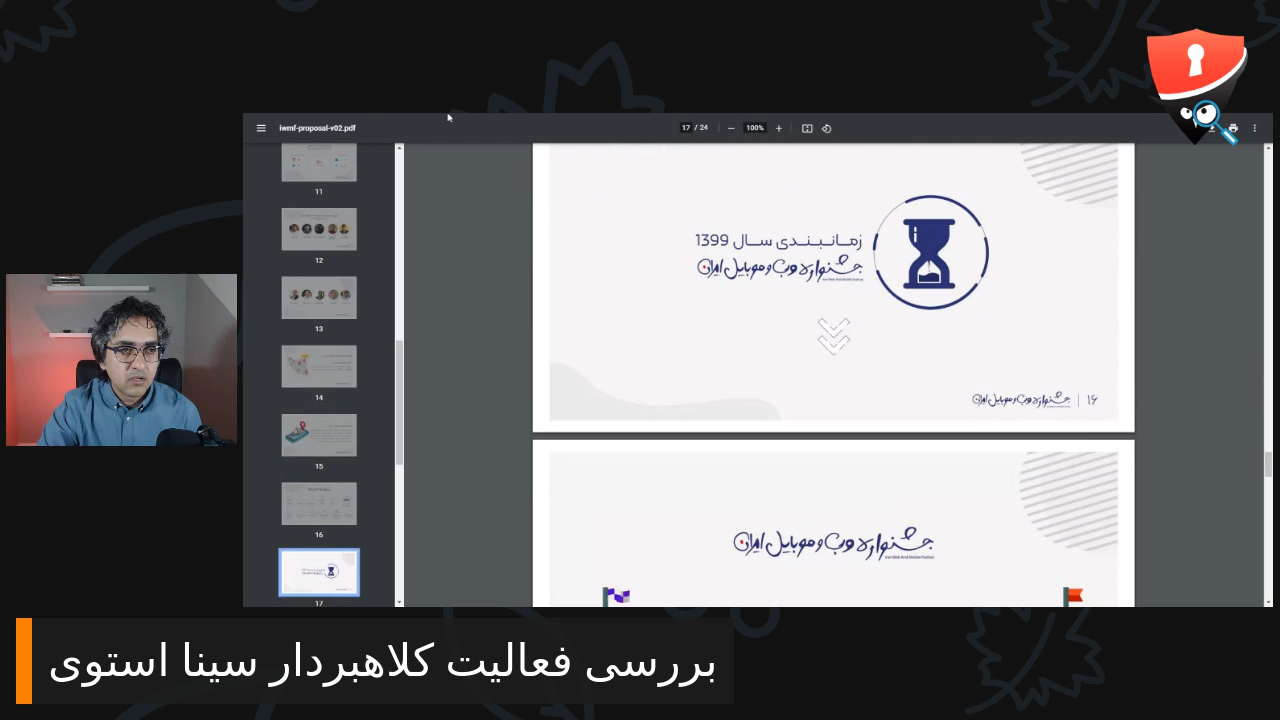 iwmf-proposal-v02.pdf
17 / 24
100%
11
12
13
14
15
16
17
زمانبندی سال 1399
جشنواره وب و موبایل ایران
Iran Web And Mobile Festival
جشنواره وب و موبایل ایران | ۱۶
جشنواره وب و موبایل ایران
Iran Web And Mobile Festival
بررسی فعالیت کلاهبردار سینا استوی